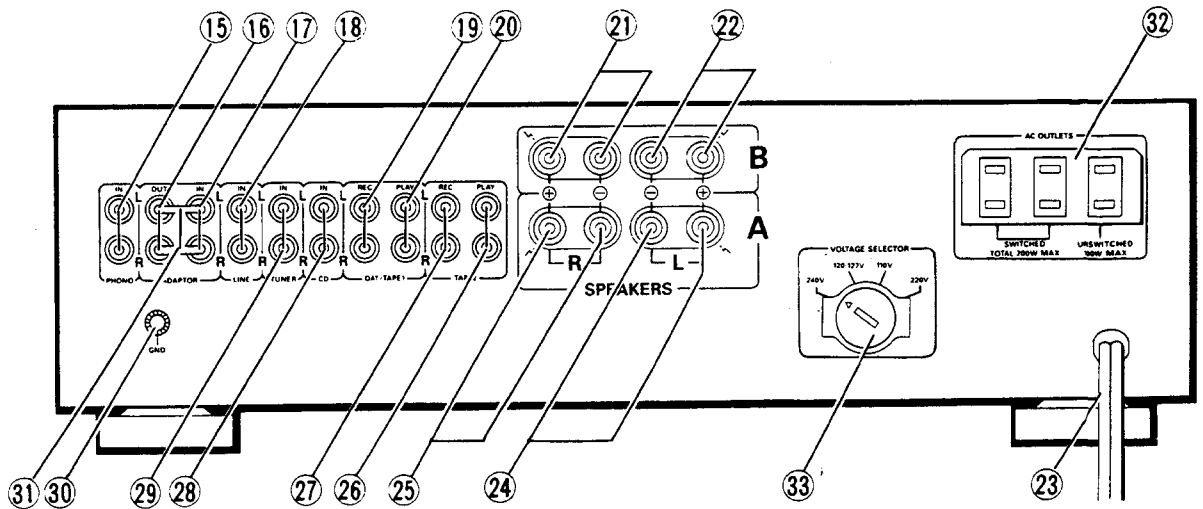 15 16 17 18 19 20 21 22 32
AC OUTLETS
B
IN OUT IN IN IN IN REC PLAY REC PLAY
L L L L L L
+ − − +
A
R R R R R R
R L
PHONO ADAPTOR LINE TUNER CD DAT/TAPE1 TAPE2
SPEAKERS
SWITCHED URSWITCHED
TOTAL 200W MAX 100W MAX
VOLTAGE SELECTOR
240V 120-127V 110V 220V
GND
31 30 29 28 27 26 25 24 33 23